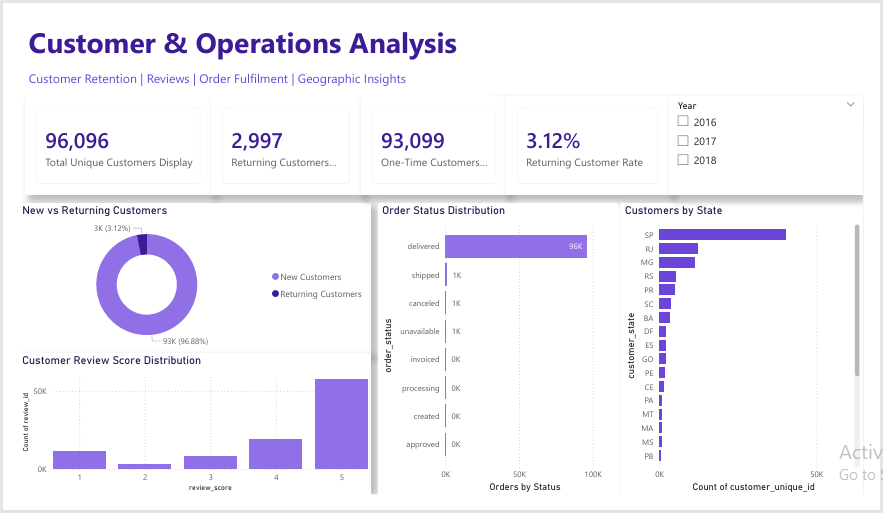 Customer & Operations Analysis
Customer Retention | Reviews | Order Fulfilment | Geographic Insights
96,096
Total Unique Customers Display
2,997
Returning Customers...
93,099
One-Time Customers...
3.12%
Returning Customer Rate
Year
2016
2017
2018
New vs Returning Customers
3K (3.12%)
93K (96.88%)
New Customers
Returning Customers
Customer Review Score Distribution
Count of review_id
50K
0K
1 2 3 4 5
review_score
Order Status Distribution
order_status
delivered 96K
shipped 1K
canceled 1K
unavailable 1K
invoiced 0K
processing 0K
created 0K
approved 0K
0K 50K 100K
Orders by Status
Customers by State
customer_state
SP
RJ
MG
RS
PR
SC
BA
DF
ES
GO
PE
CE
PA
MT
MA
MS
PB
0K 50K
Count of customer_unique_id
Activ
Go to S